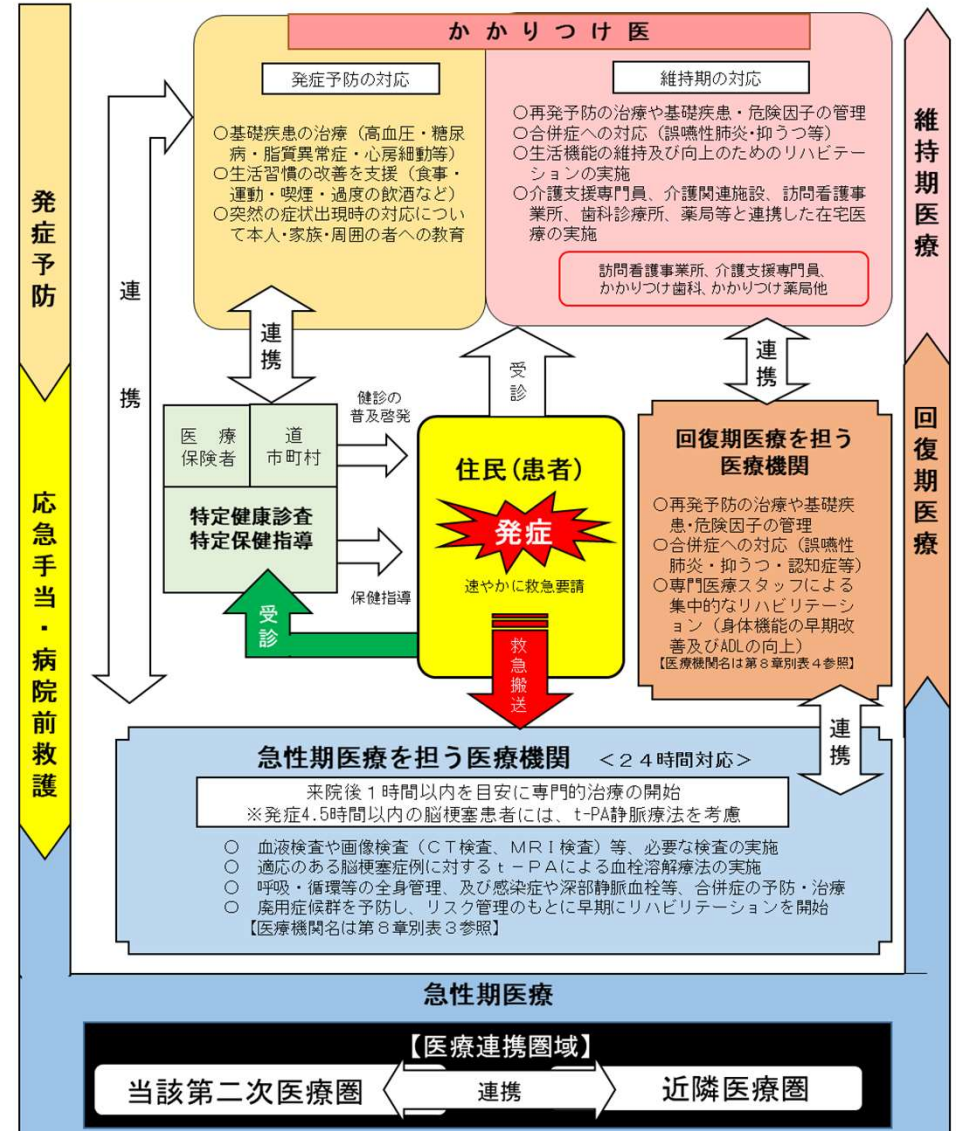 かかりつけ医
発症予防の対応
○基礎疾患の治療（高血圧・糖尿
病・脂質異常症・心房細動等）
○生活習慣の改善を支援（食事・
運動・喫煙・過度の飲酒など）
○突然の症状出現時の対応につい
て本人・家族・周囲の者への教育
維持期の対応
○再発予防の治療や基礎疾患・危険因子の管理
○合併症への対応（誤嚥性肺炎・抑うつ等）
○生活機能の維持及び向上のためのリハビテー
ションの実施
○介護支援専門員、介護関連施設、訪問看護事
業所、歯科診療所、薬局等と連携した在宅医
療の実施
訪問看護事業所、介護支援専門員、
かかりつけ歯科、かかりつけ薬局他
発症予防
応急手当・病院前救護
維持期医療
回復期医療
連携
連携
受診
連携
医療
保険者
道
市町村
特定健康診査
特定保健指導
健診の
普及啓発
保健指導
受診
住民（患者）
発症
速やかに救急要請
救急搬送
回復期医療を担う
医療機関
○再発予防の治療や基礎疾
患・危険因子の管理
○合併症への対応（誤嚥性
肺炎・抑うつ・認知症等）
○専門医療スタッフによる
集中的なリハビリテーシ
ョン（身体機能の早期改
善及びADLの向上）
【医療機関名は第８章別表４参照】
連携
急性期医療を担う医療機関　＜２４時間対応＞
来院後１時間以内を目安に専門的治療の開始
※発症4.5時間以内の脳梗塞患者には、t-PA静脈療法を考慮
○　血液検査や画像検査（ＣＴ検査、ＭＲＩ検査）等、必要な検査の実施
○　適応のある脳梗塞症例に対するｔ－ＰＡによる血栓溶解療法の実施
○　呼吸・循環等の全身管理、及び感染症や深部静脈血栓等、合併症の予防・治療
○　廃用症候群を予防し、リスク管理のもとに早期にリハビリテーションを開始
【医療機関名は第８章別表３参照】
急性期医療
【医療連携圏域】
当該第二次医療圏
連携
近隣医療圏